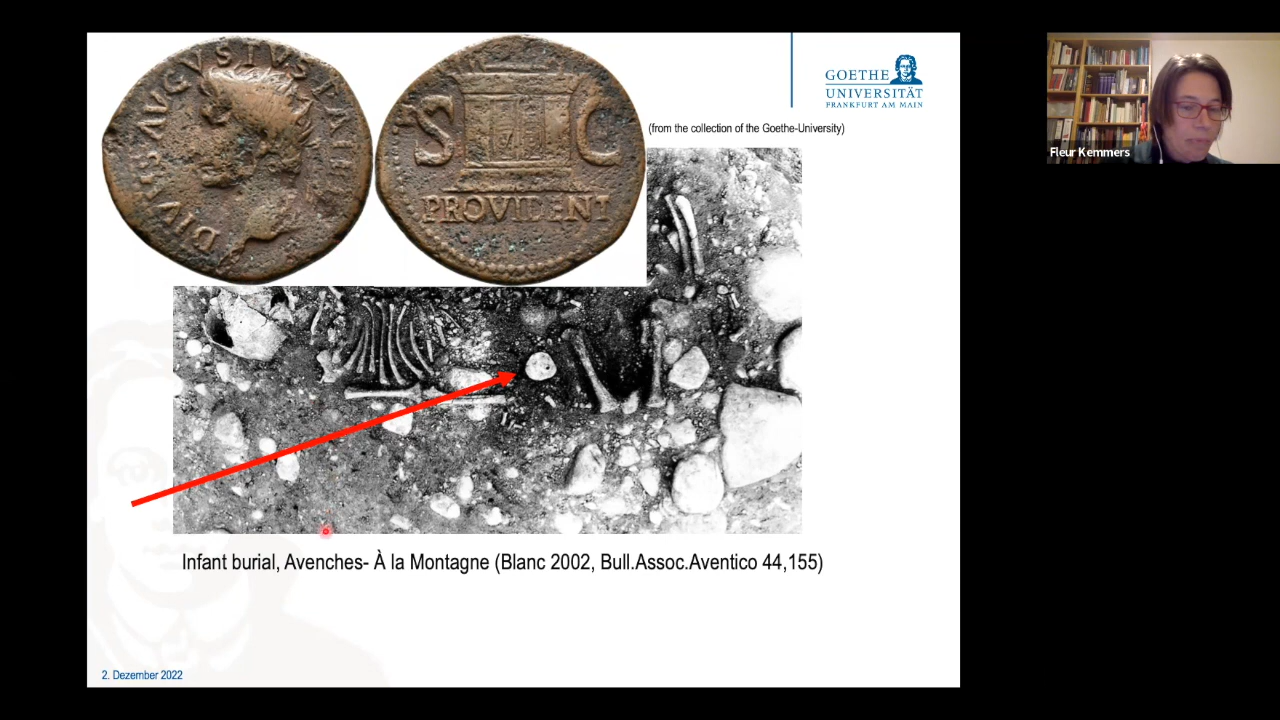 DIVVS AVGVSTVS PATER
S C
PROVIDENT
GOETHE
UNIVERSITÄT
FRANKFURT AM MAIN
(from the collection of the Goethe-University)
Fleur Kemmers
Infant burial, Avenches- À la Montagne (Blanc 2002, Bull.Assoc.Aventico 44,155)
2. Dezember 2022